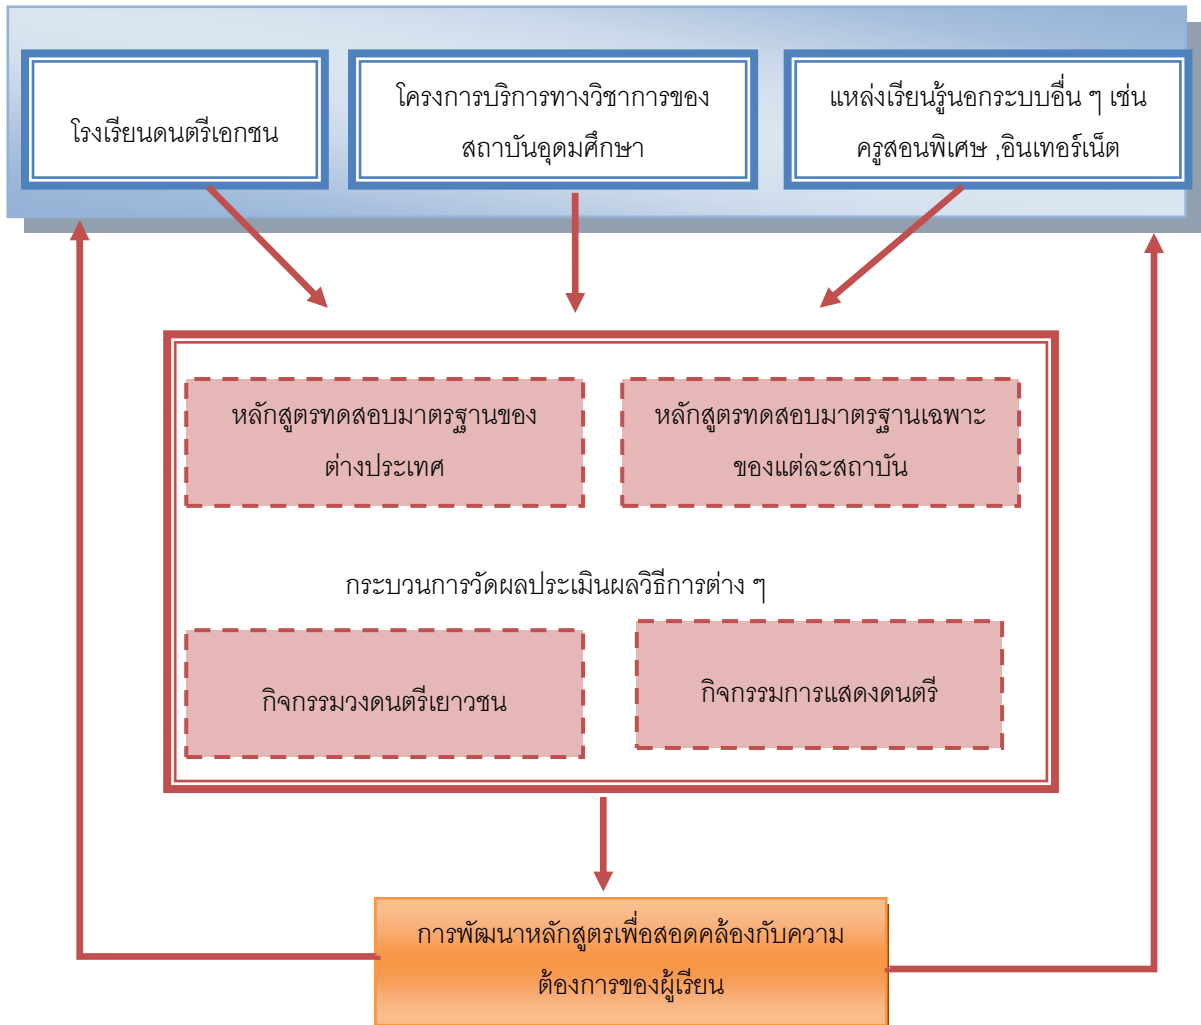 โรงเรียนดนตรีเอกชน
โครงการบริการทางวิชาการของ
สถาบันอุดมศึกษา
แหล่งเรียนรู้นอกระบบอื่น ๆ เช่น
ครูสอนพิเศษ ,อินเทอร์เน็ต
หลักสูตรทดสอบมาตรฐานของ
ต่างประเทศ
หลักสูตรทดสอบมาตรฐานเฉพาะ
ของแต่ละสถาบัน
กระบวนการวัดผลประเมินผลวิธีการต่าง ๆ
กิจกรรมวงดนตรีเยาวชน
กิจกรรมการแสดงดนตรี
การพัฒนาหลักสูตรเพื่อสอดคล้องกับความ
ต้องการของผู้เรียน